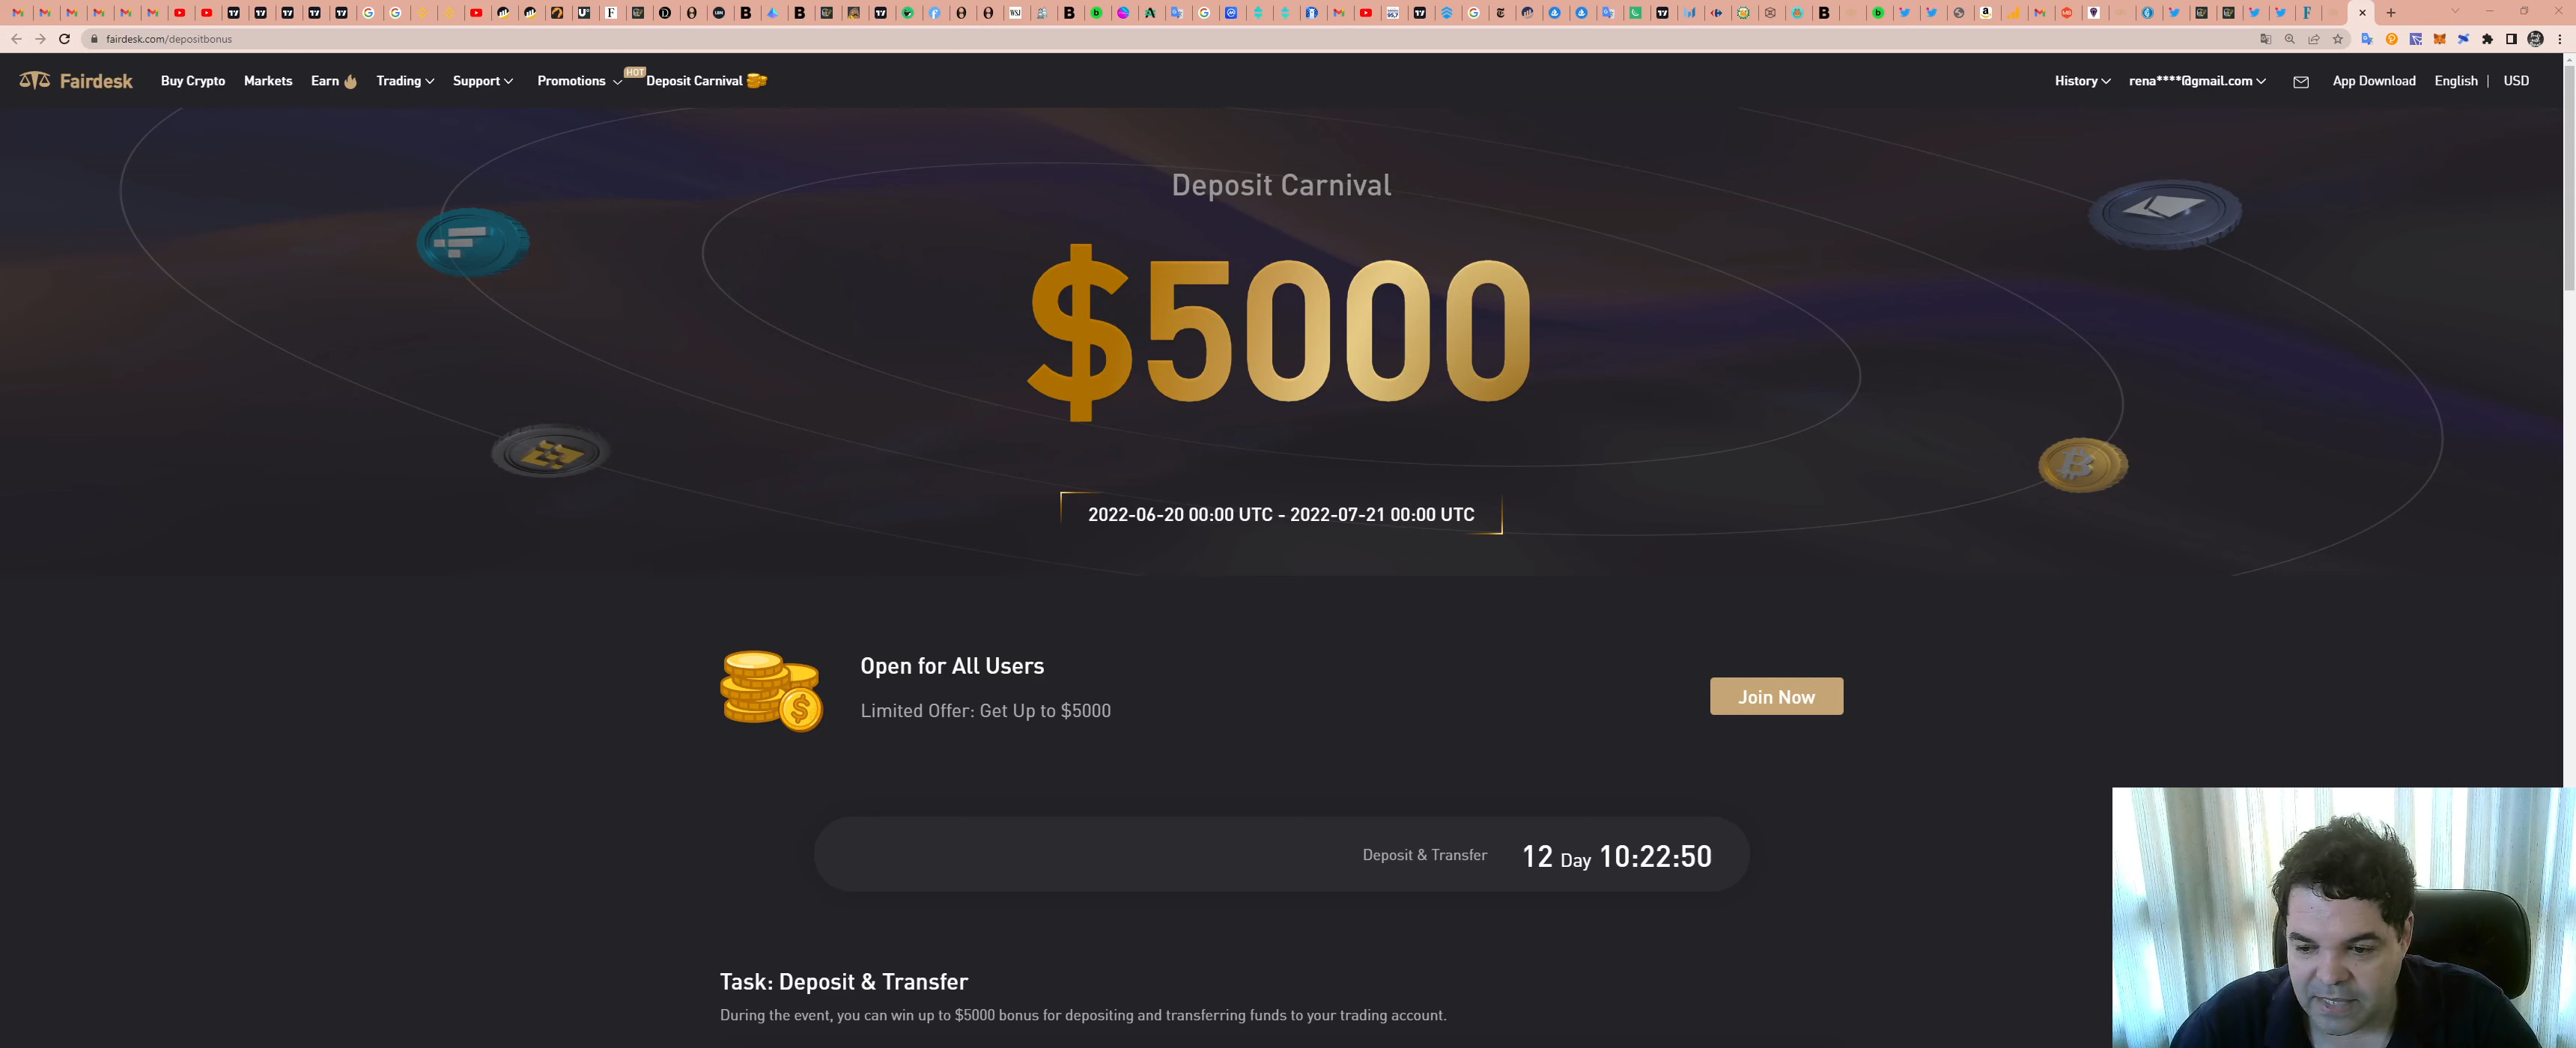 fairdesk.com/depositbonus
Fairdesk Buy Crypto Markets Earn Trading Support Promotions HOT Deposit Carnival History rena****@gmail.com App Download English | USD
Deposit Carnival
$5000
2022-06-20 00:00 UTC - 2022-07-21 00:00 UTC
Open for All Users
Limited Offer: Get Up to $5000
Join Now
Deposit & Transfer 12 Day 10:22:50
Task: Deposit & Transfer
During the event, you can win up to $5000 bonus for depositing and transferring funds to your trading account.